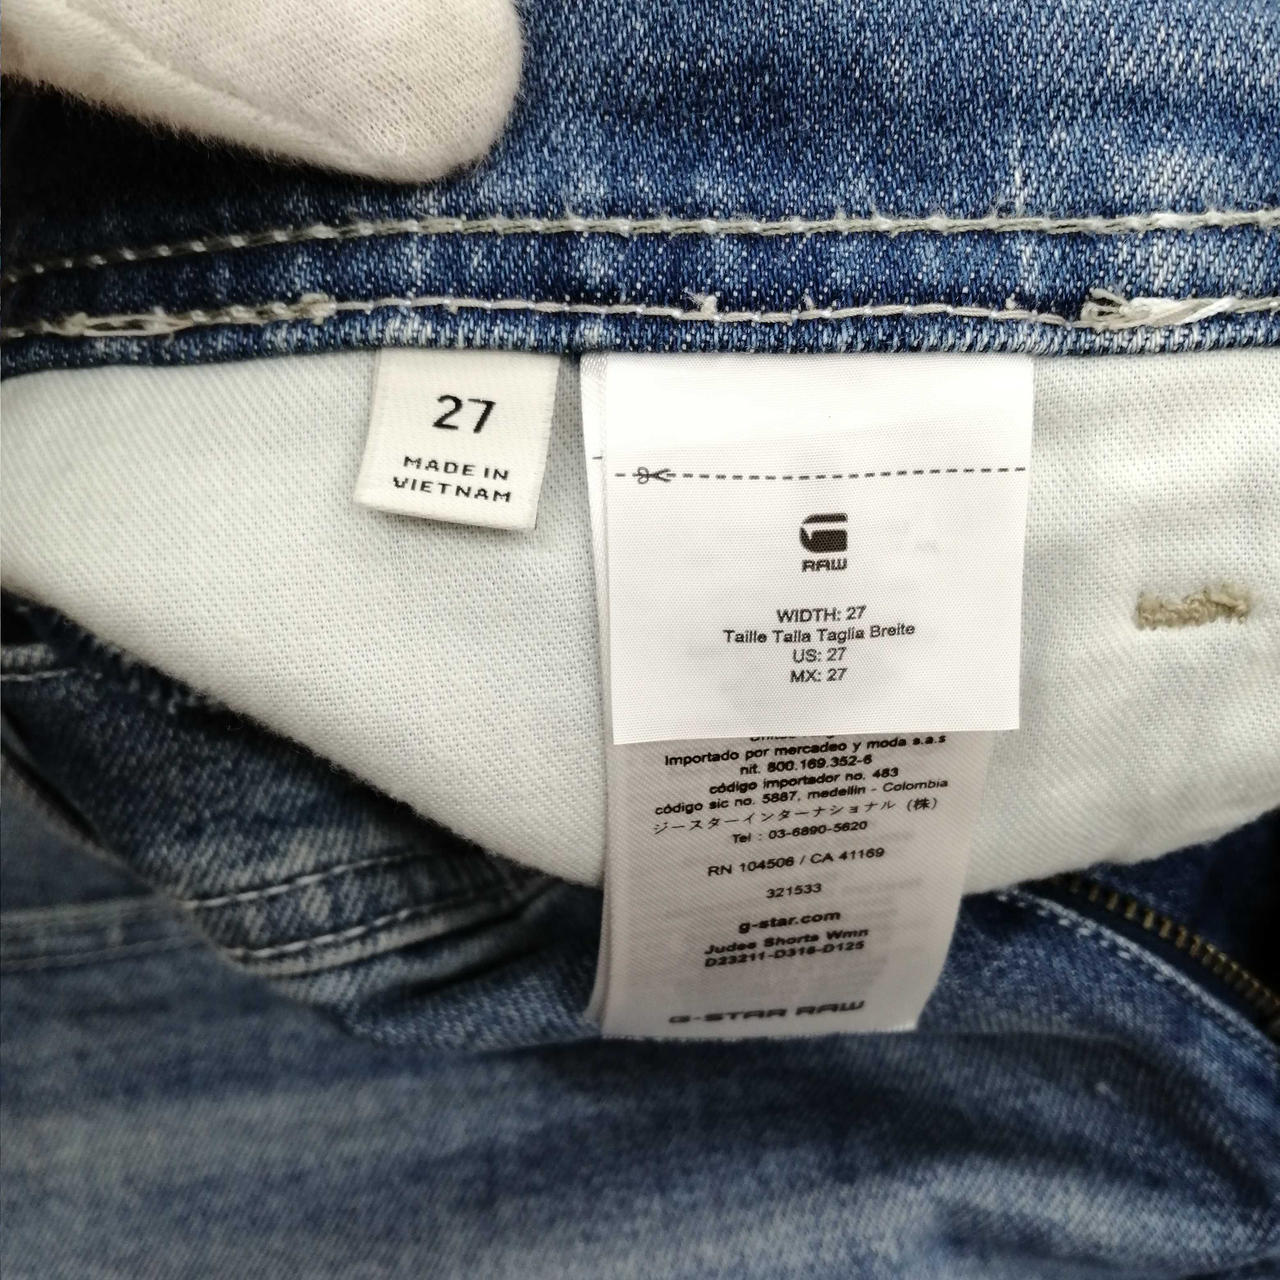 27
MADE IN
VIETNAM
RAW
WIDTH: 27
Taille Talla Taglia Breite
US: 27
MX: 27
Importado por mercadeo y moda s.a.s
nit. 800.169.352-6
código importador no. 483
código sic no. 5887, medellin - Colombia
ジースターインターナショナル (株)
Tel : 03-6890-5620
RN 104506 / CA 41169
321533
g-star.com
Judee Shorts Wmn
D23211-D316-D125
G-STAR RAW